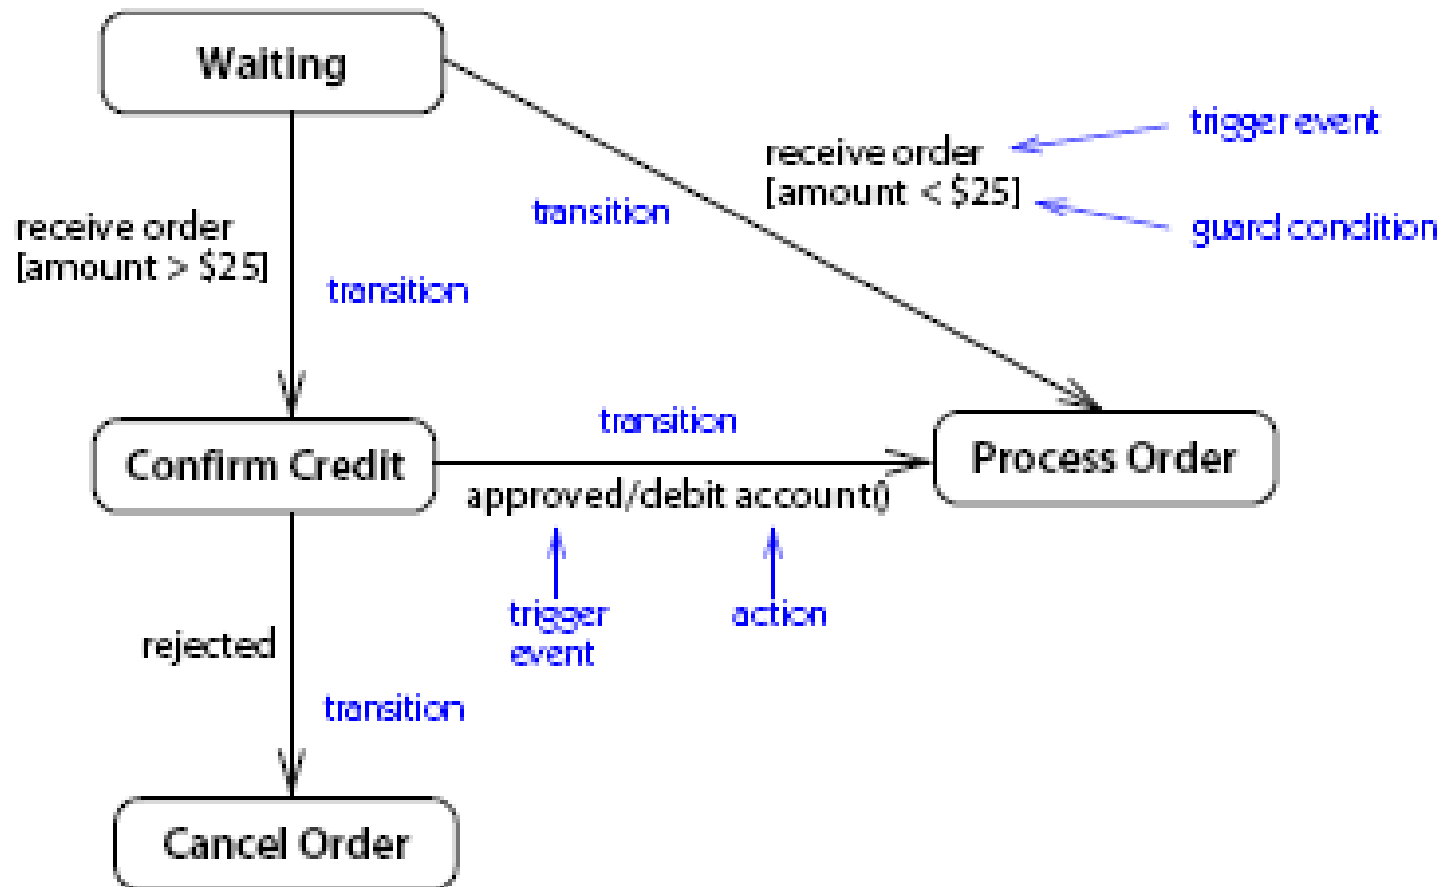 Waiting
trigger event
receive order
[amount < $25]
transition
guard condition
receive order
[amount > $25]
transition
transition
Confirm Credit
Process Order
approved/debit account()
trigger
event
action
rejected
transition
Cancel Order